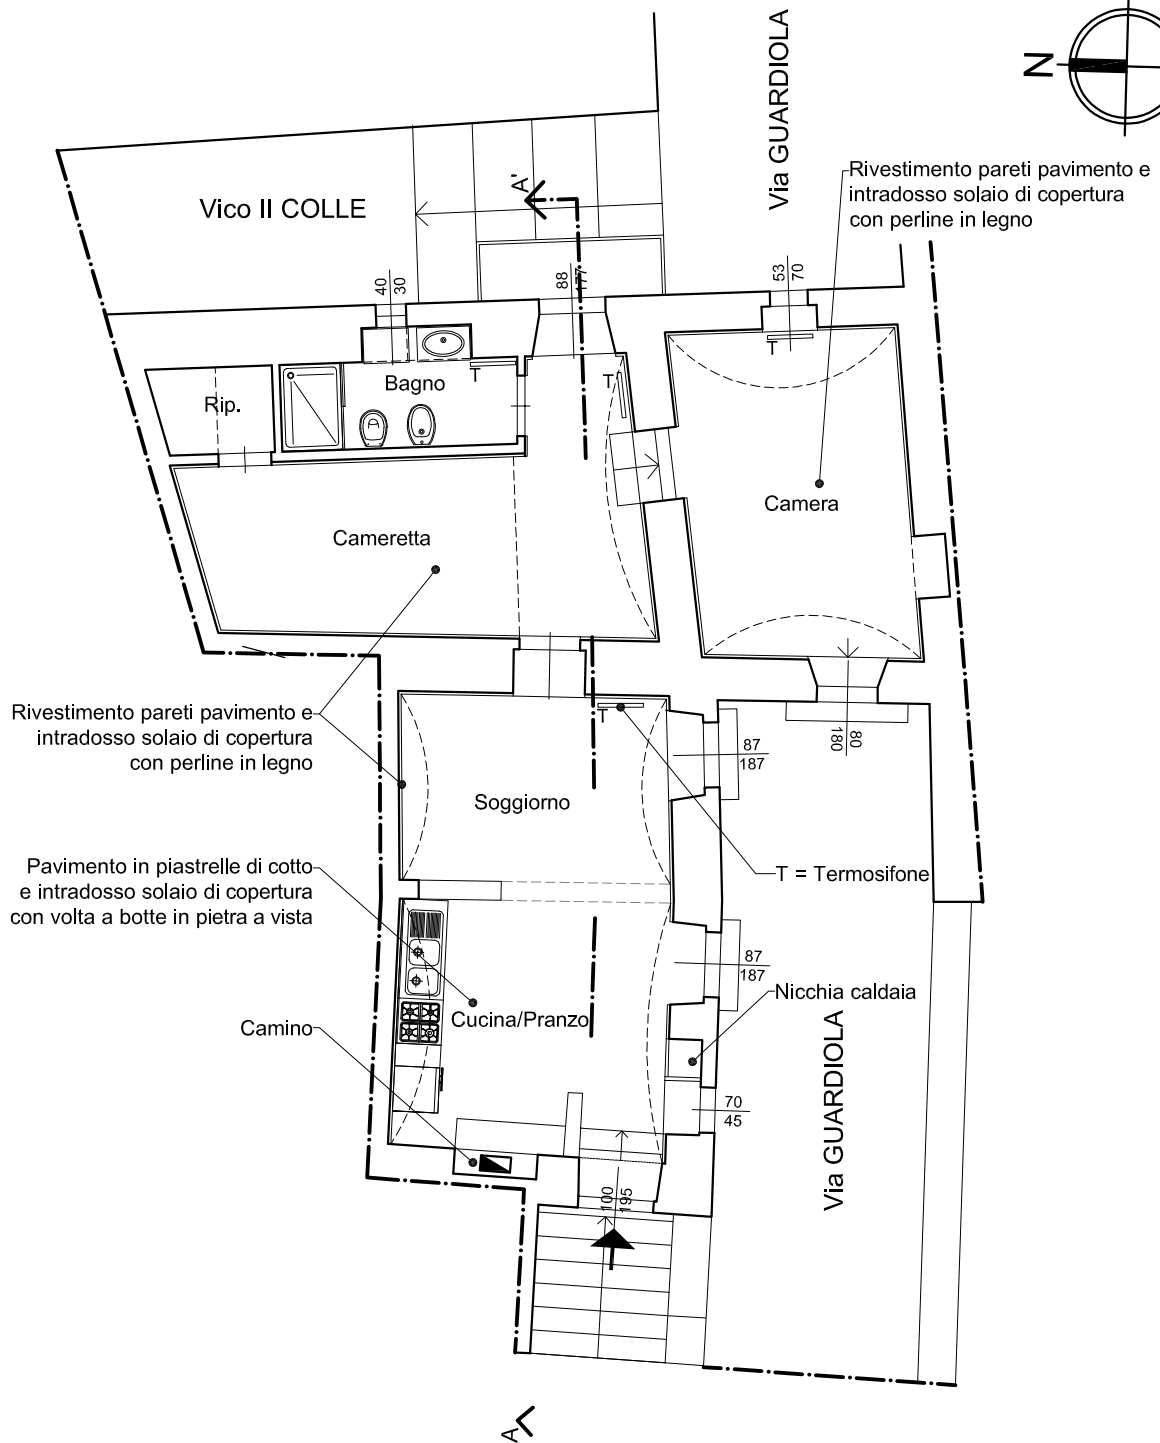 Via GUARDIOLA
N
Rivestimento pareti pavimento e
intradosso solaio di copertura
con perline in legno
A'
Vico II COLLE
40
30
88
177
53
70
T
T
T
Bagno
Rip.
Camera
Cameretta
Rivestimento pareti pavimento e
intradosso solaio di copertura
con perline in legno
T
87
187
80
180
Soggiorno
Pavimento in piastrelle di cotto
e intradosso solaio di copertura
con volta a botte in pietra a vista
T = Termosifone
87
187
Nicchia caldaia
Cucina/Pranzo
Camino
70
45
Via GUARDIOLA
100
195
A